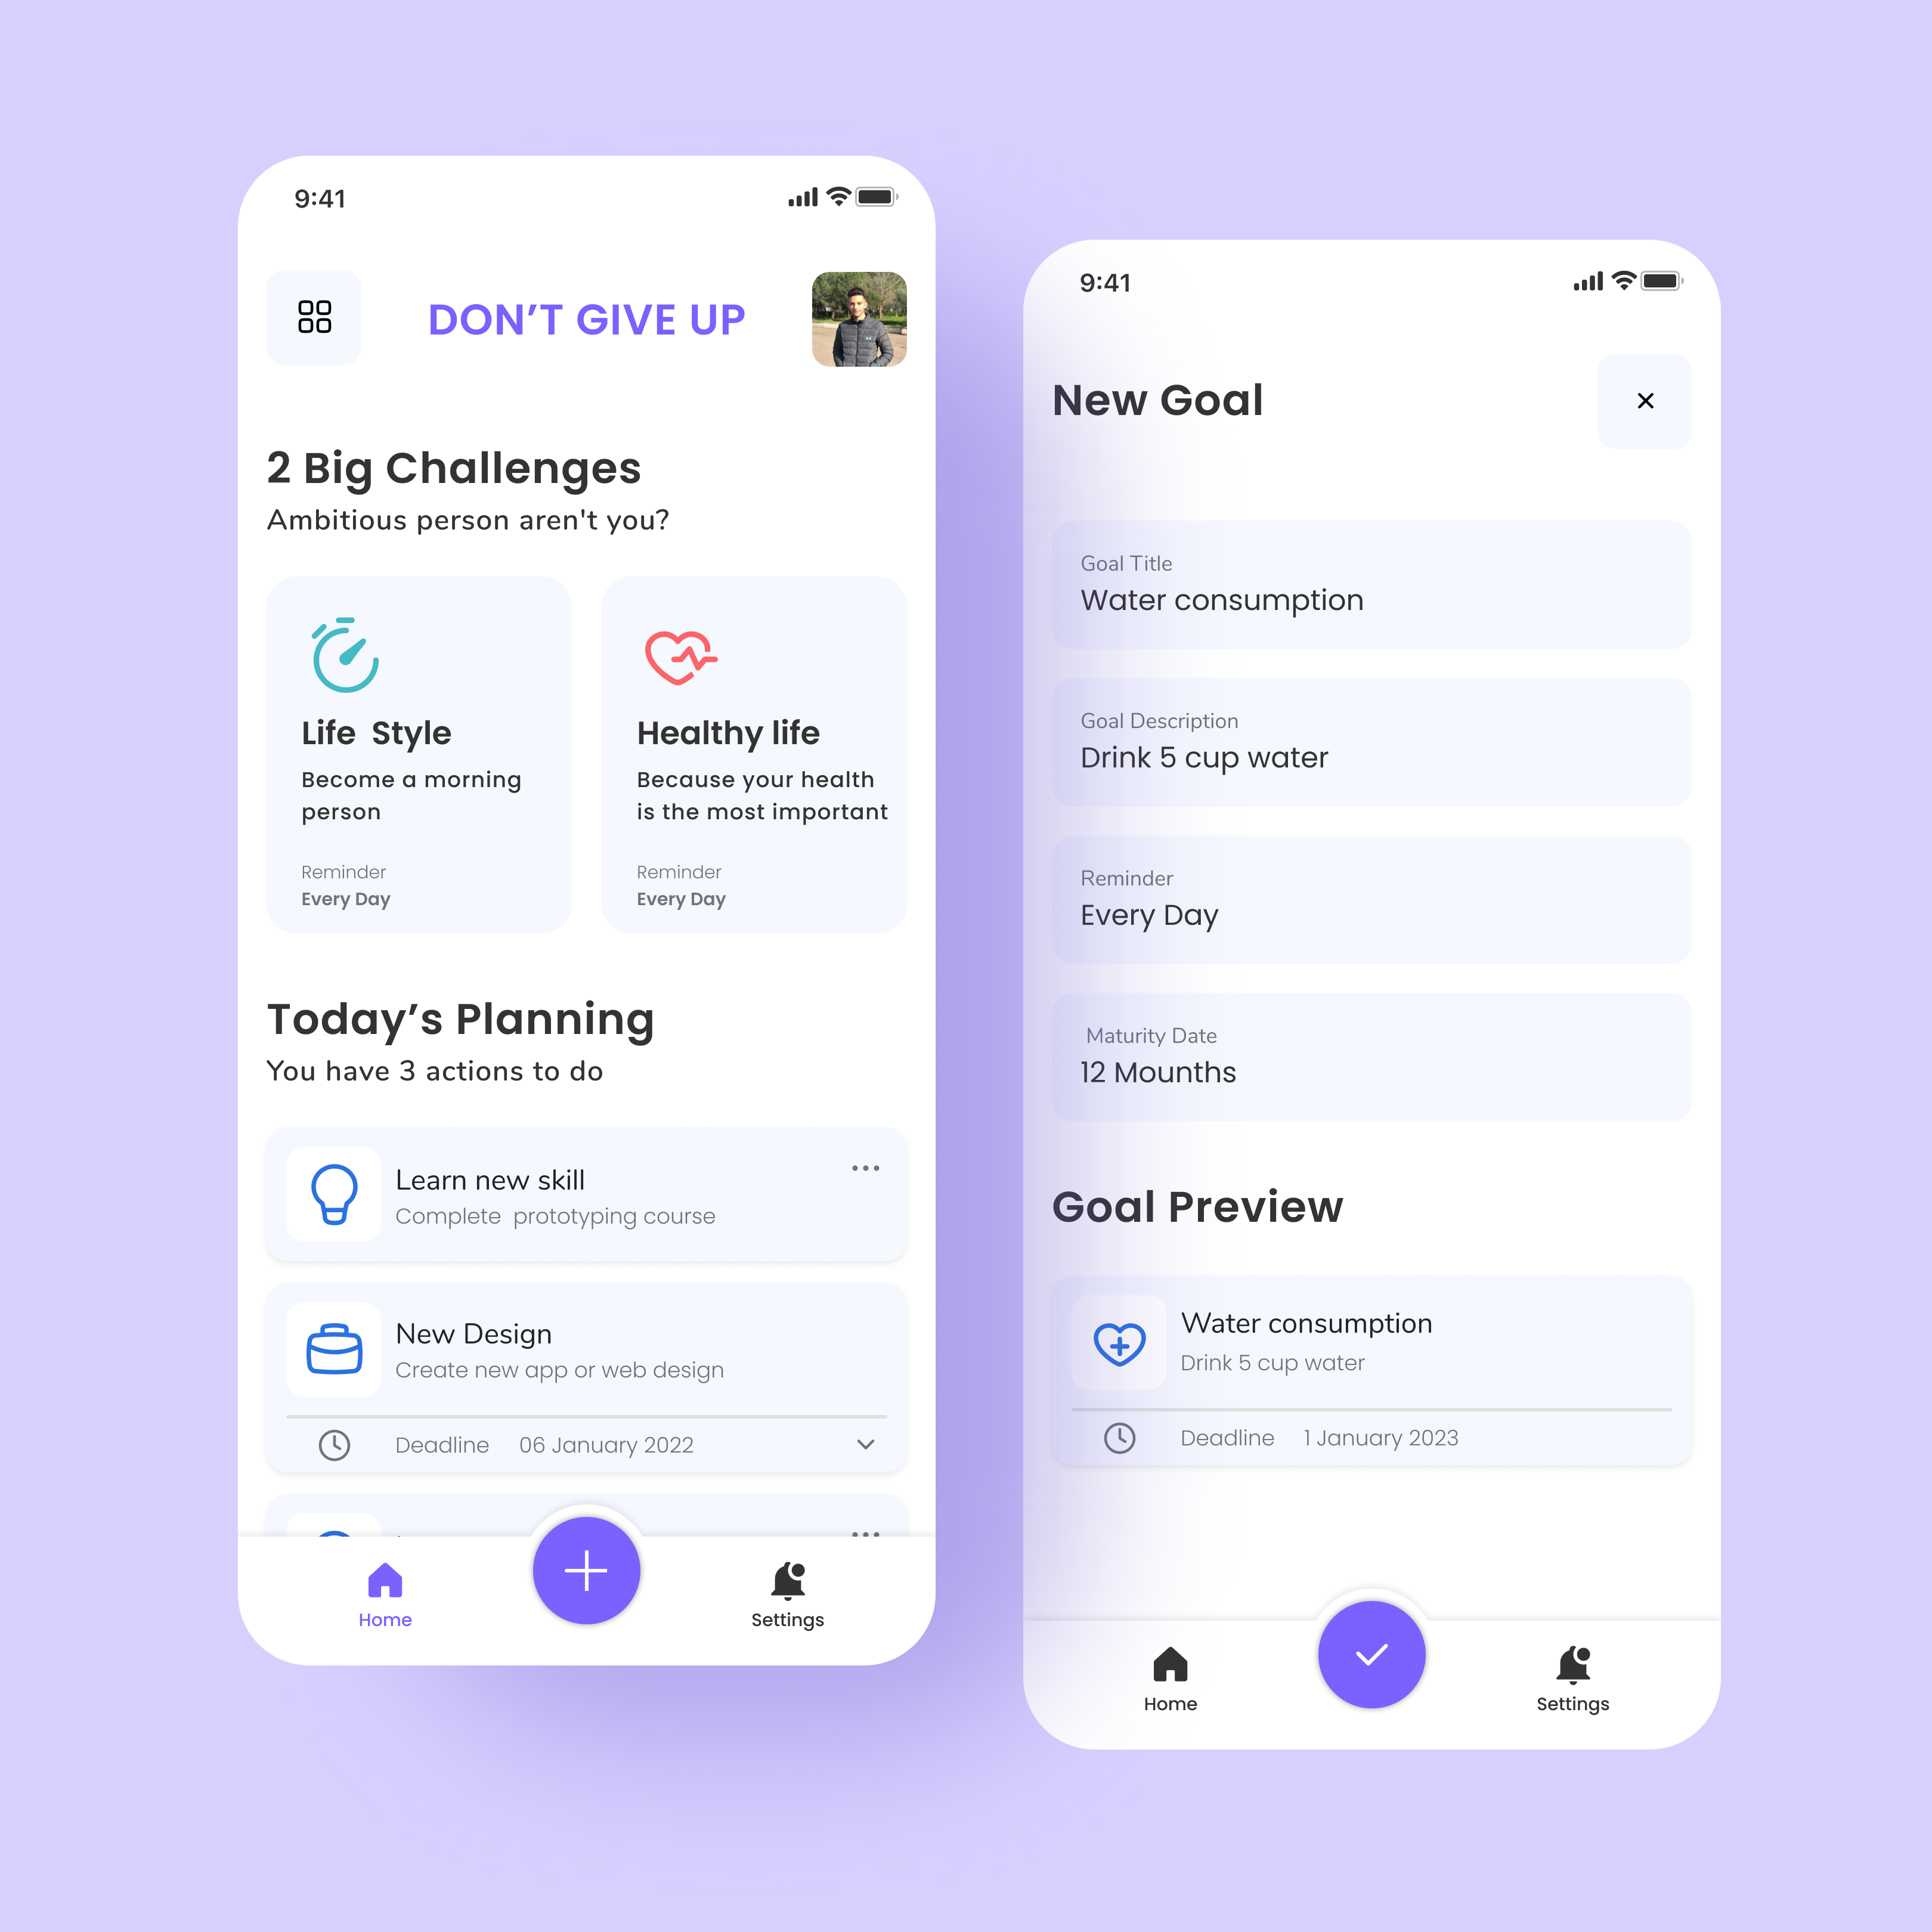 9:41
DON’T GIVE UP
2 Big Challenges
Ambitious person aren't you?
Life  Style
Become a morning
person
Reminder
Every Day
Healthy life
Because your health
is the most important
Reminder
Every Day
Today’s Planning
You have 3 actions to do
Learn new skill
Complete  prototyping course
New Design
Create new app or web design
Deadline
06 January 2022
Home
Settings
9:41
New Goal
Goal Title
Water consumption
Goal Description
Drink 5 cup water
Reminder
Every Day
Maturity Date
12 Mounths
Goal Preview
Water consumption
Drink 5 cup water
Deadline
1 January 2023
Home
Settings